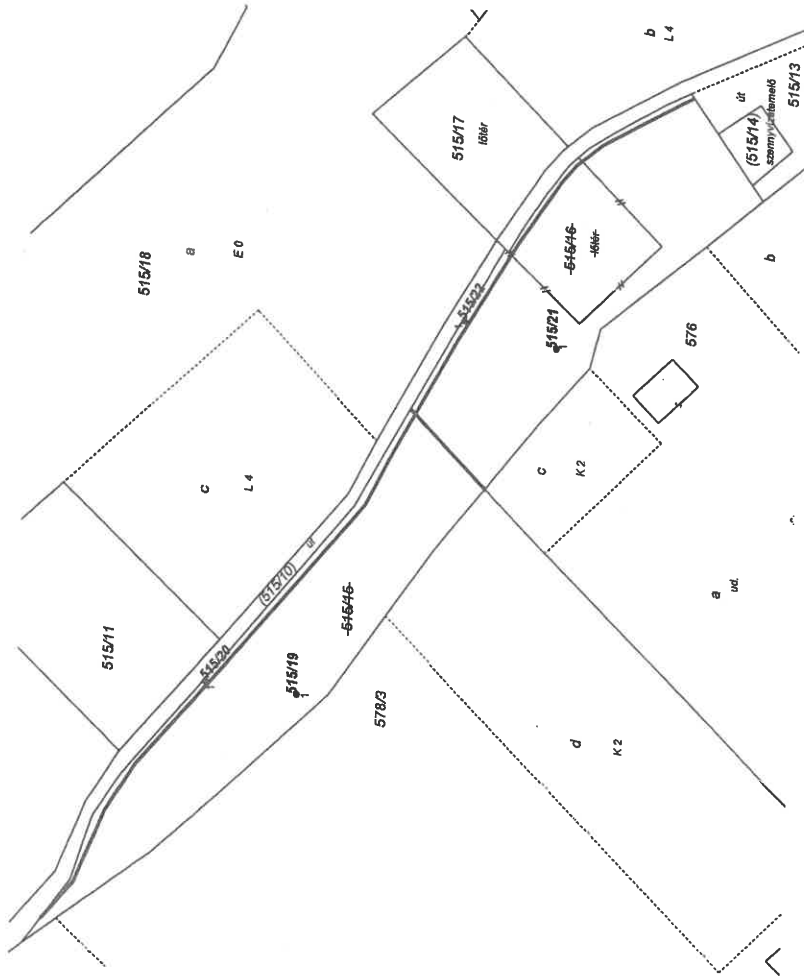 b
L 4
515/17
lőtér
út
515/13
(515/14)
szennyvízátemelő
515/18
a
E 0
515/16
lőtér
b
515/22
515/21
1
576
c
L 4
c
K 2
(515/10)
út
515/15
a
ud.
515/11
515/20
515/19
1
578/3
d
K 2